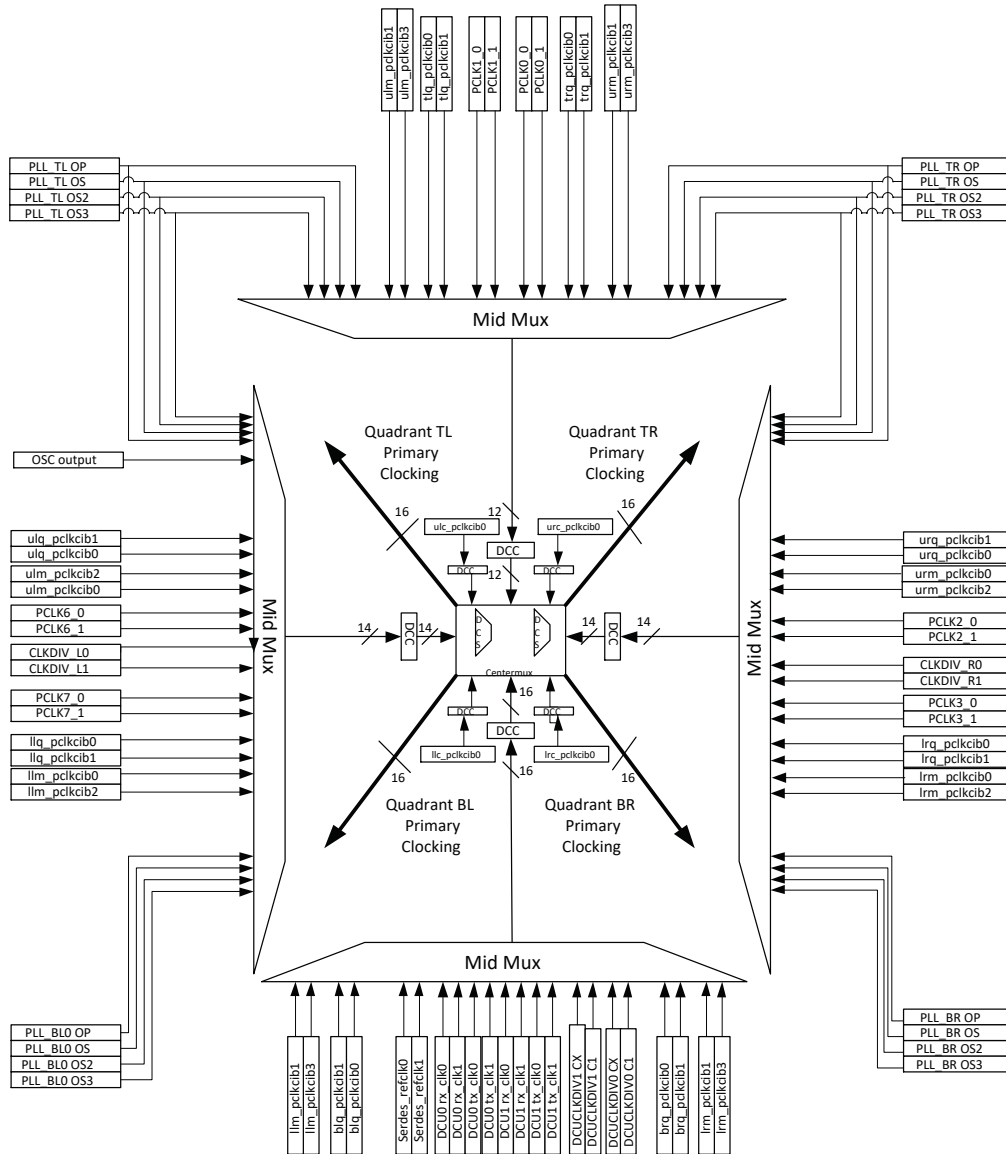 ulm_pclkcib1
ulm_pclkcib3
tlq_pclkcib0
tlq_pclkcib1
PCLK1_0
PCLK1_1
PCLK0_0
PCLK0_1
trq_pclkcib0
trq_pclkcib1
urm_pclkcib1
urm_pclkcib3
PLL_TL OP
PLL_TL OS
PLL_TL OS2
PLL_TL OS3
PLL_TR OP
PLL_TR OS
PLL_TR OS2
PLL_TR OS3
Mid Mux
OSC output
Quadrant TL
Primary
Clocking
Quadrant TR
Primary
Clocking
16
12
16
ulc_pclkcib0
urc_pclkcib0
DCC
DCC
12
DCC
ulq_pclkcib1
ulq_pclkcib0
ulm_pclkcib2
ulm_pclkcib0
PCLK6_0
PCLK6_1
CLKDIV_L0
CLKDIV_L1
PCLK7_0
PCLK7_1
llq_pclkcib0
llq_pclkcib1
llm_pclkcib0
llm_pclkcib2
Mid Mux
14
DCC
14
DCS
DCS
14
DCC
14
Centermux
Mid Mux
urq_pclkcib1
urq_pclkcib0
urm_pclkcib0
urm_pclkcib2
PCLK2_0
PCLK2_1
CLKDIV_R0
CLKDIV_R1
PCLK3_0
PCLK3_1
lrq_pclkcib0
lrq_pclkcib1
lrm_pclkcib0
lrm_pclkcib2
16
DCC
DCC
DCC
llc_pclkcib0
lrc_pclkcib0
16
16
16
Quadrant BL
Primary
Clocking
Quadrant BR
Primary
Clocking
Mid Mux
PLL_BL0 OP
PLL_BL0 OS
PLL_BL0 OS2
PLL_BL0 OS3
PLL_BR OP
PLL_BR OS
PLL_BR OS2
PLL_BR OS3
llm_pclkcib1
llm_pclkcib3
blq_pclkcib1
blq_pclkcib0
Serdes_refclk0
Serdes_refclk1
DCU0 rx_clk0
DCU0 rx_clk1
DCU0 tx_clk0
DCU0 tx_clk1
DCU1 rx_clk0
DCU1 rx_clk1
DCU1 tx_clk0
DCU1 tx_clk1
DCUCLKDIV1 CX
DCUCLKDIV1 C1
DCUCLKDIV0 CX
DCUCLKDIV0 C1
brq_pclkcib0
brq_pclkcib1
lrm_pclkcib1
lrm_pclkcib3